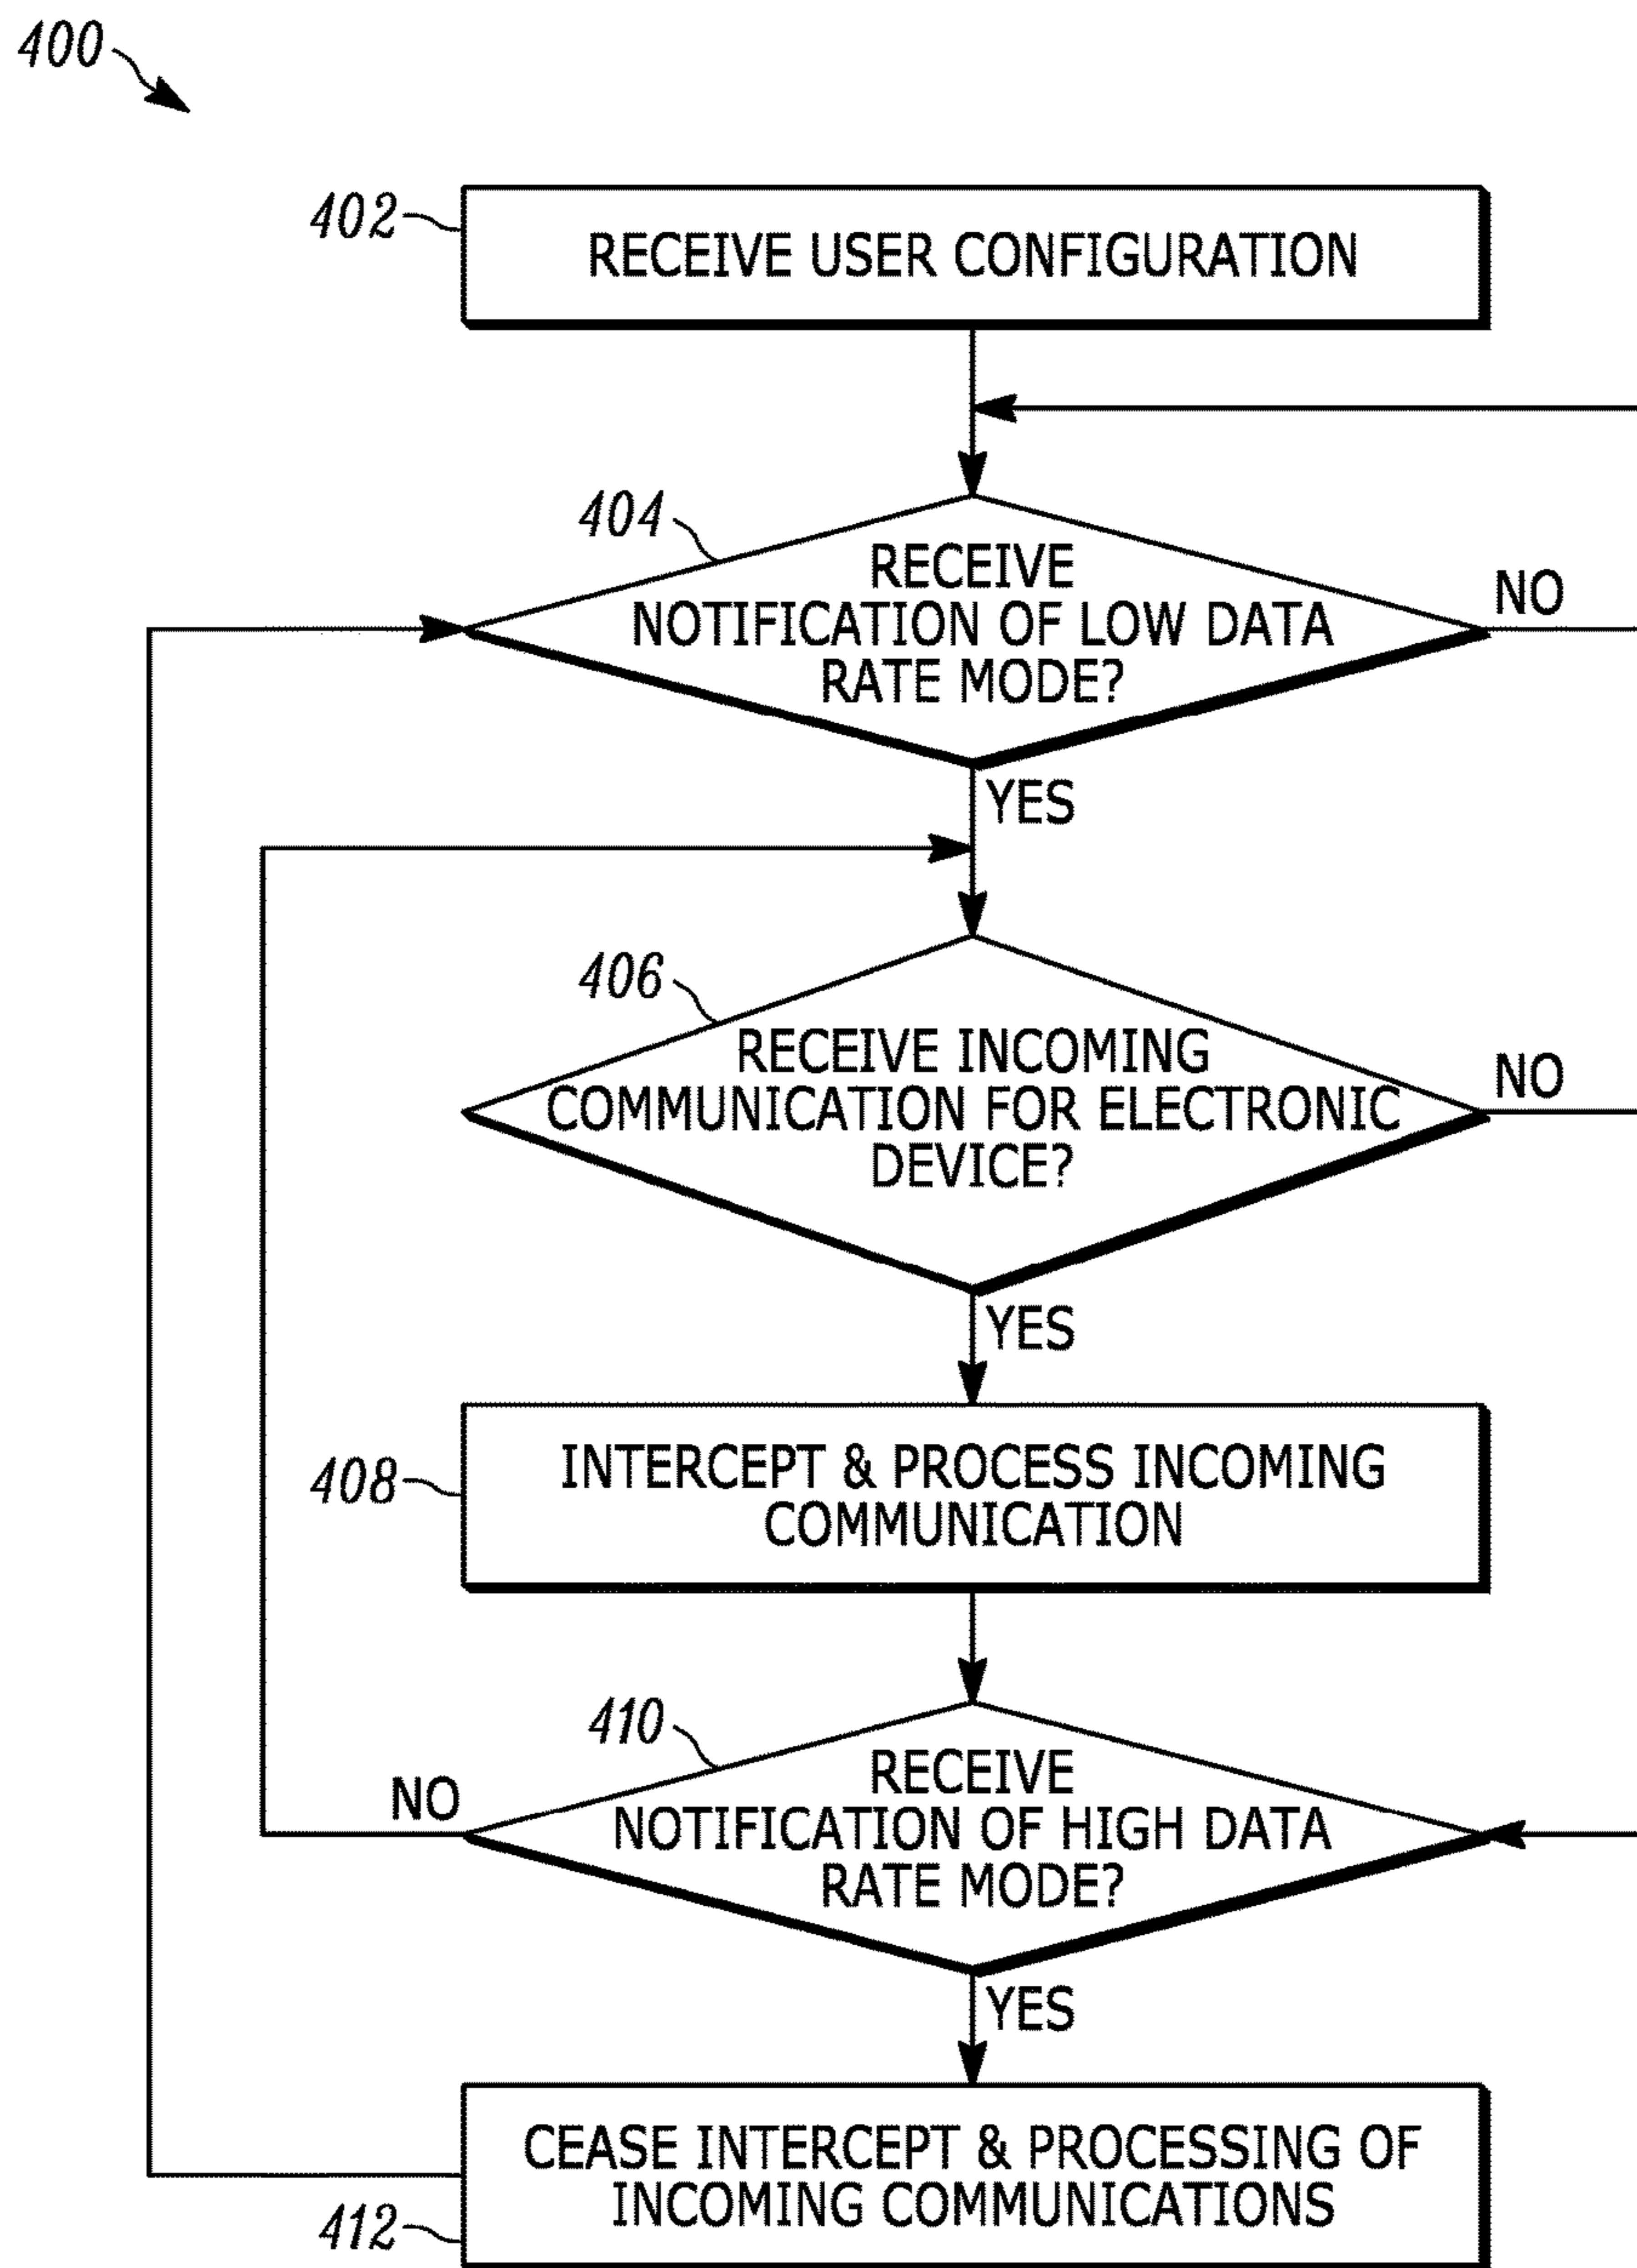 400
402
RECEIVE USER CONFIGURATION
404
RECEIVE
NOTIFICATION OF LOW DATA
RATE MODE?
NO
YES
406
RECEIVE INCOMING
COMMUNICATION FOR ELECTRONIC
DEVICE?
NO
YES
408
INTERCEPT & PROCESS INCOMING
COMMUNICATION
410
RECEIVE
NOTIFICATION OF HIGH DATA
RATE MODE?
NO
YES
CEASE INTERCEPT & PROCESSING OF
INCOMING COMMUNICATIONS
412